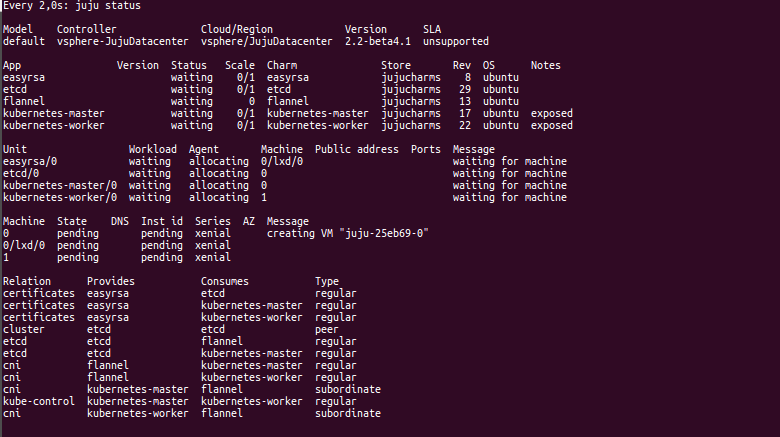 Every 2,0s: juju status
Model    Controller              Cloud/Region            Version    SLA
default  vsphere-JujuDatacenter  vsphere/JujuDatacenter  2.2-beta4.1  unsupported
App                Version  Status   Scale  Charm              Store       Rev  OS      Notes
easyrsa                     waiting    0/1  easyrsa            jujucharms    8  ubuntu
etcd                        waiting    0/1  etcd               jujucharms   29  ubuntu
flannel                     waiting      0  flannel            jujucharms   13  ubuntu
kubernetes-master           waiting    0/1  kubernetes-master  jujucharms   17  ubuntu  exposed
kubernetes-worker           waiting    0/1  kubernetes-worker  jujucharms   22  ubuntu  exposed
Unit                 Workload  Agent       Machine  Public address  Ports  Message
easyrsa/0            waiting   allocating  0/lxd/0                         waiting for machine
etcd/0               waiting   allocating  0                               waiting for machine
kubernetes-master/0  waiting   allocating  0                               waiting for machine
kubernetes-worker/0  waiting   allocating  1                               waiting for machine
Machine  State    DNS  Inst id  Series  AZ  Message
0        pending       pending  xenial      creating VM "juju-25eb69-0"
0/lxd/0  pending       pending  xenial
1        pending       pending  xenial
Relation      Provides           Consumes           Type
certificates  easyrsa            etcd               regular
certificates  easyrsa            kubernetes-master  regular
certificates  easyrsa            kubernetes-worker  regular
cluster       etcd               etcd               peer
etcd          etcd               flannel            regular
etcd          etcd               kubernetes-master  regular
cni           flannel            kubernetes-master  regular
cni           flannel            kubernetes-worker  regular
cni           kubernetes-master  flannel            subordinate
kube-control  kubernetes-master  kubernetes-worker  regular
cni           kubernetes-worker  flannel            subordinate